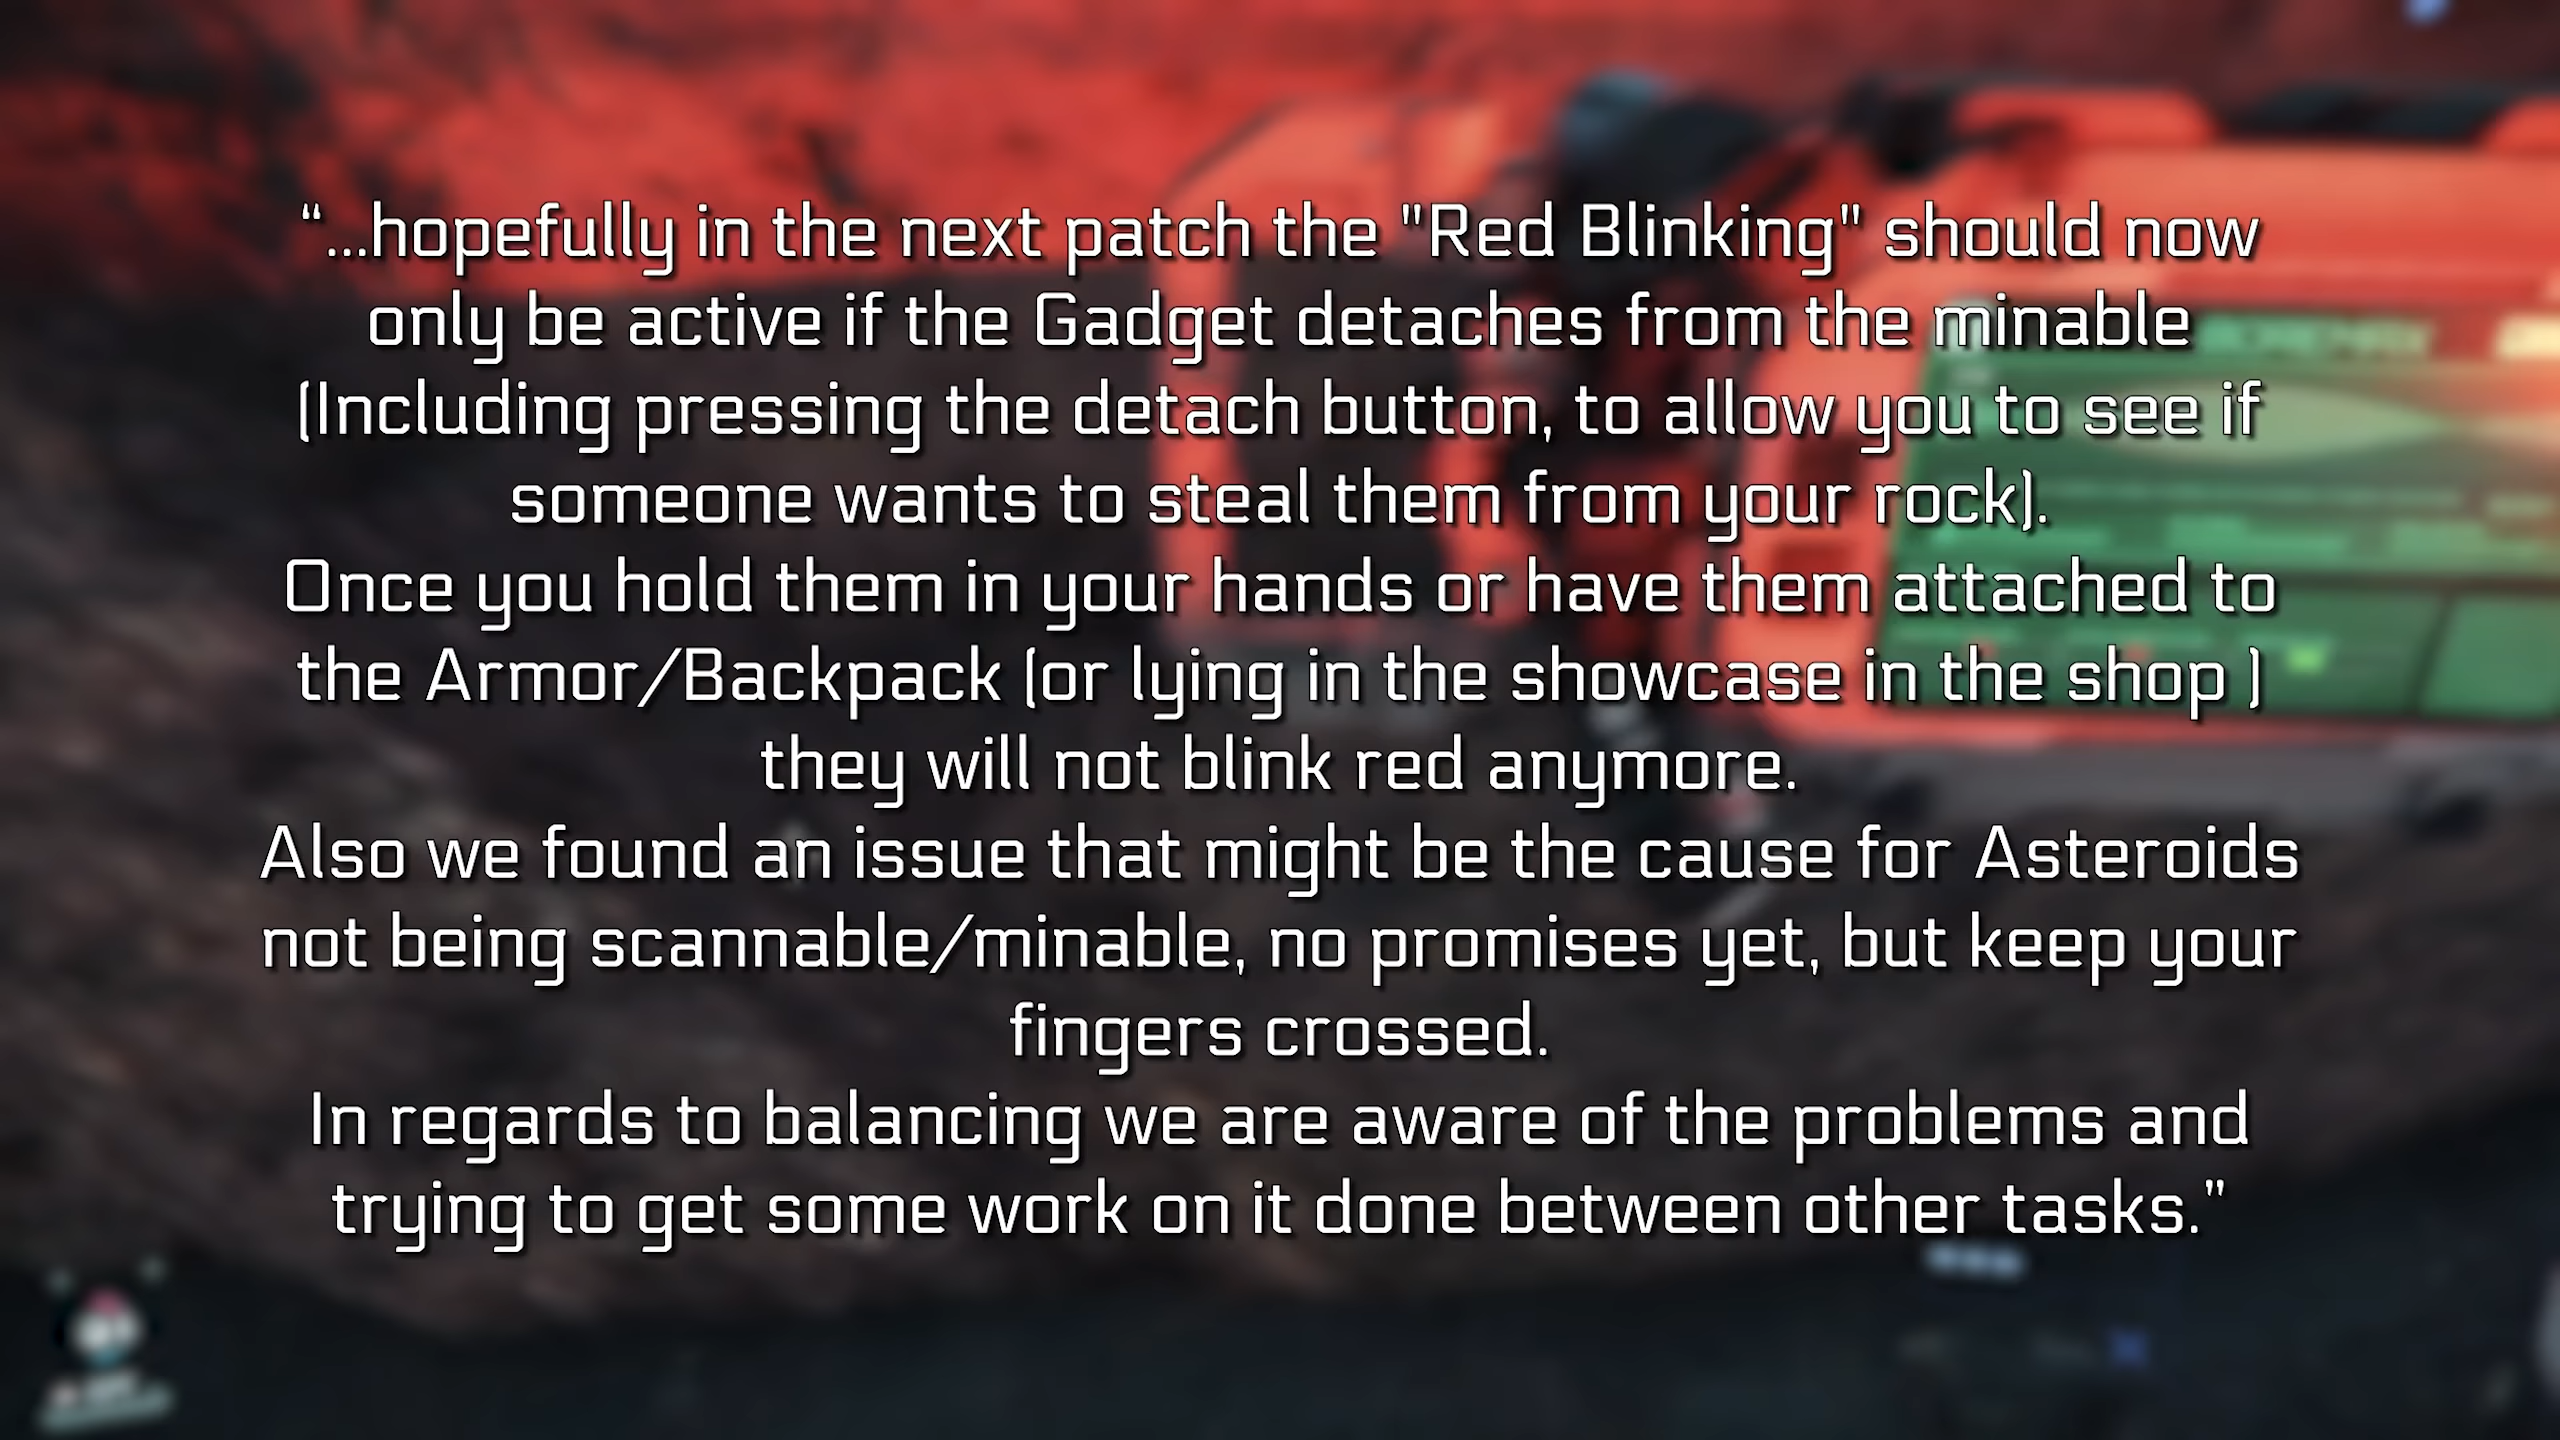 “...hopefully in the next patch the "Red Blinking" should now
only be active if the Gadget detaches from the minable
(Including pressing the detach button, to allow you to see if
someone wants to steal them from your rock).
Once you hold them in your hands or have them attached to
the Armor/Backpack (or lying in the showcase in the shop )
they will not blink red anymore.
Also we found an issue that might be the cause for Asteroids
not being scannable/minable, no promises yet, but keep your
fingers crossed.
In regards to balancing we are aware of the problems and
trying to get some work on it done between other tasks."